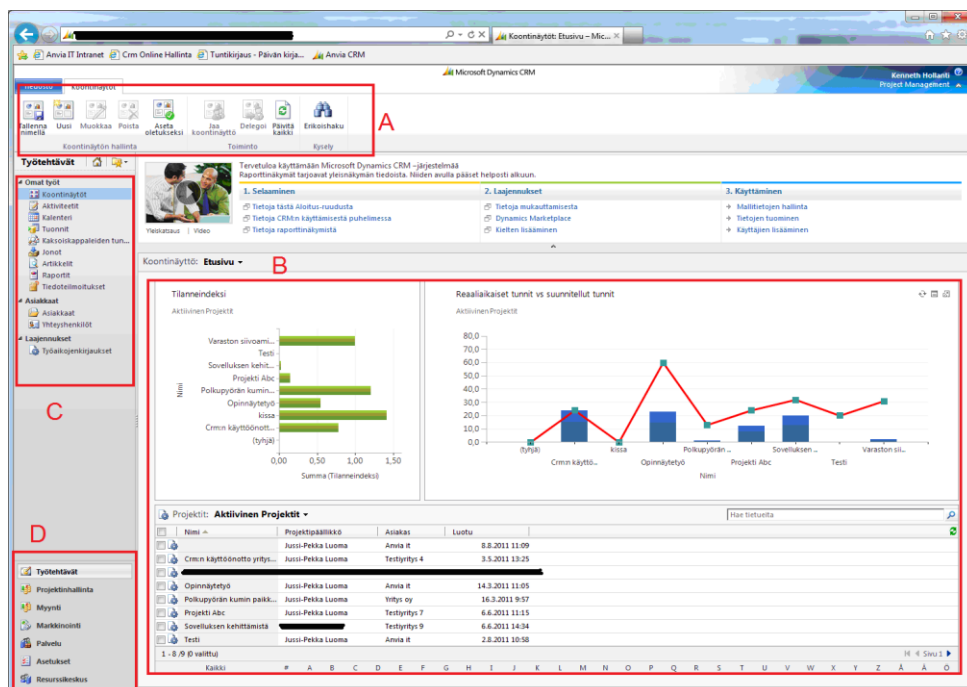 Koontinäytöt: Etusivu – Mic...
Anvia IT Intranet Crm Online Hallinta Tuntikirjaus - Päivän kirja... Anvia CRM
Microsoft Dynamics CRM
Kenneth Hollanti
Project Management
Tiedosto Koontinäytöt
Tallenna nimellä Uusi Muokkaa Poista Aseta oletukseksi Jaa koontinäyttö Delegoi Päivitä kaikki Erikoishaku
Koontinäytön hallinta Toiminto Kysely
A
Työtehtävät
Omat työt
Koontinäytöt
Aktiviteetit
Kalenteri
Tuonnit
Kaksoiskappaleiden tun...
Jonot
Artikkelit
Raportit
Tiedoteilmoitukset
Asiakkaat
Asiakkaat
Yhteyshenkilöt
Laajennukset
Työaikojenkirjaukset
C
D
Työtehtävät
Projektinhallinta
Myynti
Markkinointi
Palvelu
Asetukset
Resurssikeskus
Yleiskatsaus | Video
Tervetuloa käyttämään Microsoft Dynamics CRM –järjestelmää
Raporttinäkymät tarjoavat yleisnäkymän tiedoista. Niiden avulla pääset helposti alkuun.
1. Selaaminen
Tietoja tästä Aloitus-ruudusta
Tietoja CRM:n käyttämisestä puhelimessa
Tietoja raporttinäkymistä
2. Laajennukset
Tietoja mukauttamisesta
Dynamics Marketplace
Kielten lisääminen
3. Käyttäminen
Mallitietojen hallinta
Tietojen tuominen
Käyttäjien lisääminen
Koontinäyttö: Etusivu
B
Tilanneindeksi
Aktiivinen Projektit
Nimi
Varaston siivoami...
Testi
Sovelluksen kehit...
Projekti Abc
Polkupyörän kumin...
Opinnäytetyö
kissa
Crm:n käyttöönott...
(tyhjä)
0,00 0,50 1,00 1,50
Summa (Tilanneindeksi)
Reaaliaikaiset tunnit vs suunnitellut tunnit
Aktiivinen Projektit
80,0
70,0
60,0
50,0
40,0
30,0
20,0
10,0
0,0
(tyhjä) kissa Polkupyörän ... Sovelluksen ... Varaston sii...
Crm:n käyttö... Opinnäytetyö Projekti Abc Testi
Nimi
Projektit: Aktiivinen Projektit
Hae tietueita
Nimi Projektipäällikkö Asiakas Luotu
Jussi-Pekka Luoma Anvia it 8.8.2011 11:09
Crm:n käyttöönotto yritys... Jussi-Pekka Luoma Testiyritys 4 3.5.2011 13:25
Opinnäytetyö Jussi-Pekka Luoma Anvia it 14.3.2011 11:05
Polkupyörän kumin paikk... Jussi-Pekka Luoma Yritys oy 16.3.2011 9:57
Projekti Abc Jussi-Pekka Luoma Testiyritys 7 6.6.2011 11:15
Sovelluksen kehittämistä Testiyritys 9 6.6.2011 14:34
Testi Jussi-Pekka Luoma Anvia it 2.8.2011 10:58
1 - 8 /9 (0 valittu) Sivu 1
Kaikki # A B C D E F G H I J K L M N O P Q R S T U V W X Y Z Å Ä Ö